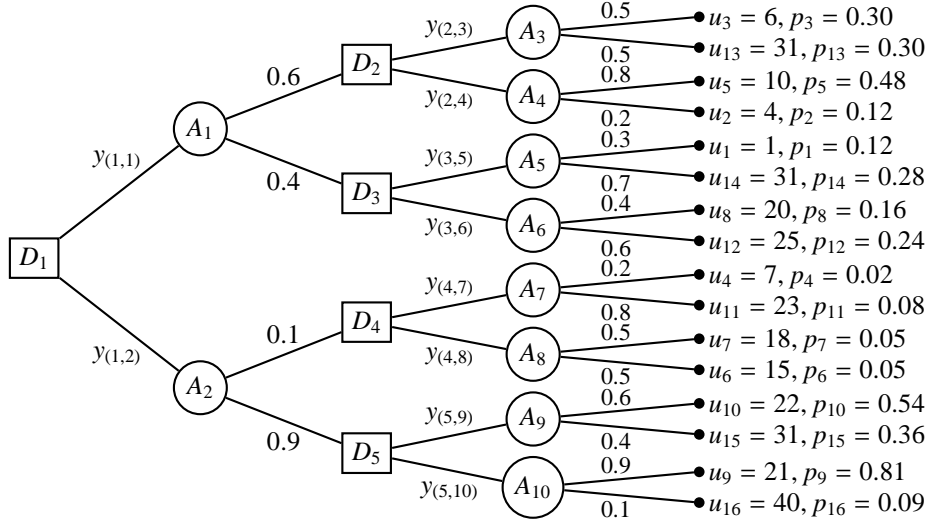 0.5
u₃ = 6, p₃ = 0.30
y₍₂,₃₎
A₃
u₁₃ = 31, p₁₃ = 0.30
0.5
D₂
0.8
u₅ = 10, p₅ = 0.48
0.6
y₍₂,₄₎
A₄
u₂ = 4, p₂ = 0.12
0.2
A₁
0.3
u₁ = 1, p₁ = 0.12
y₍₁,₁₎
y₍₃,₅₎
A₅
u₁₄ = 31, p₁₄ = 0.28
0.4
D₃
0.7
0.4
u₈ = 20, p₈ = 0.16
y₍₃,₆₎
A₆
u₁₂ = 25, p₁₂ = 0.24
0.6
D₁
0.2
u₄ = 7, p₄ = 0.02
y₍₄,₇₎
A₇
u₁₁ = 23, p₁₁ = 0.08
0.8
D₄
0.5
u₇ = 18, p₇ = 0.05
y₍₁,₂₎
0.1
y₍₄,₈₎
A₈
u₆ = 15, p₆ = 0.05
0.5
A₂
0.6
u₁₀ = 22, p₁₀ = 0.54
y₍₅,₉₎
A₉
u₁₅ = 31, p₁₅ = 0.36
0.9
D₅
0.4
0.9
u₉ = 21, p₉ = 0.81
y₍₅,₁₀₎
A₁₀
u₁₆ = 40, p₁₆ = 0.09
0.1